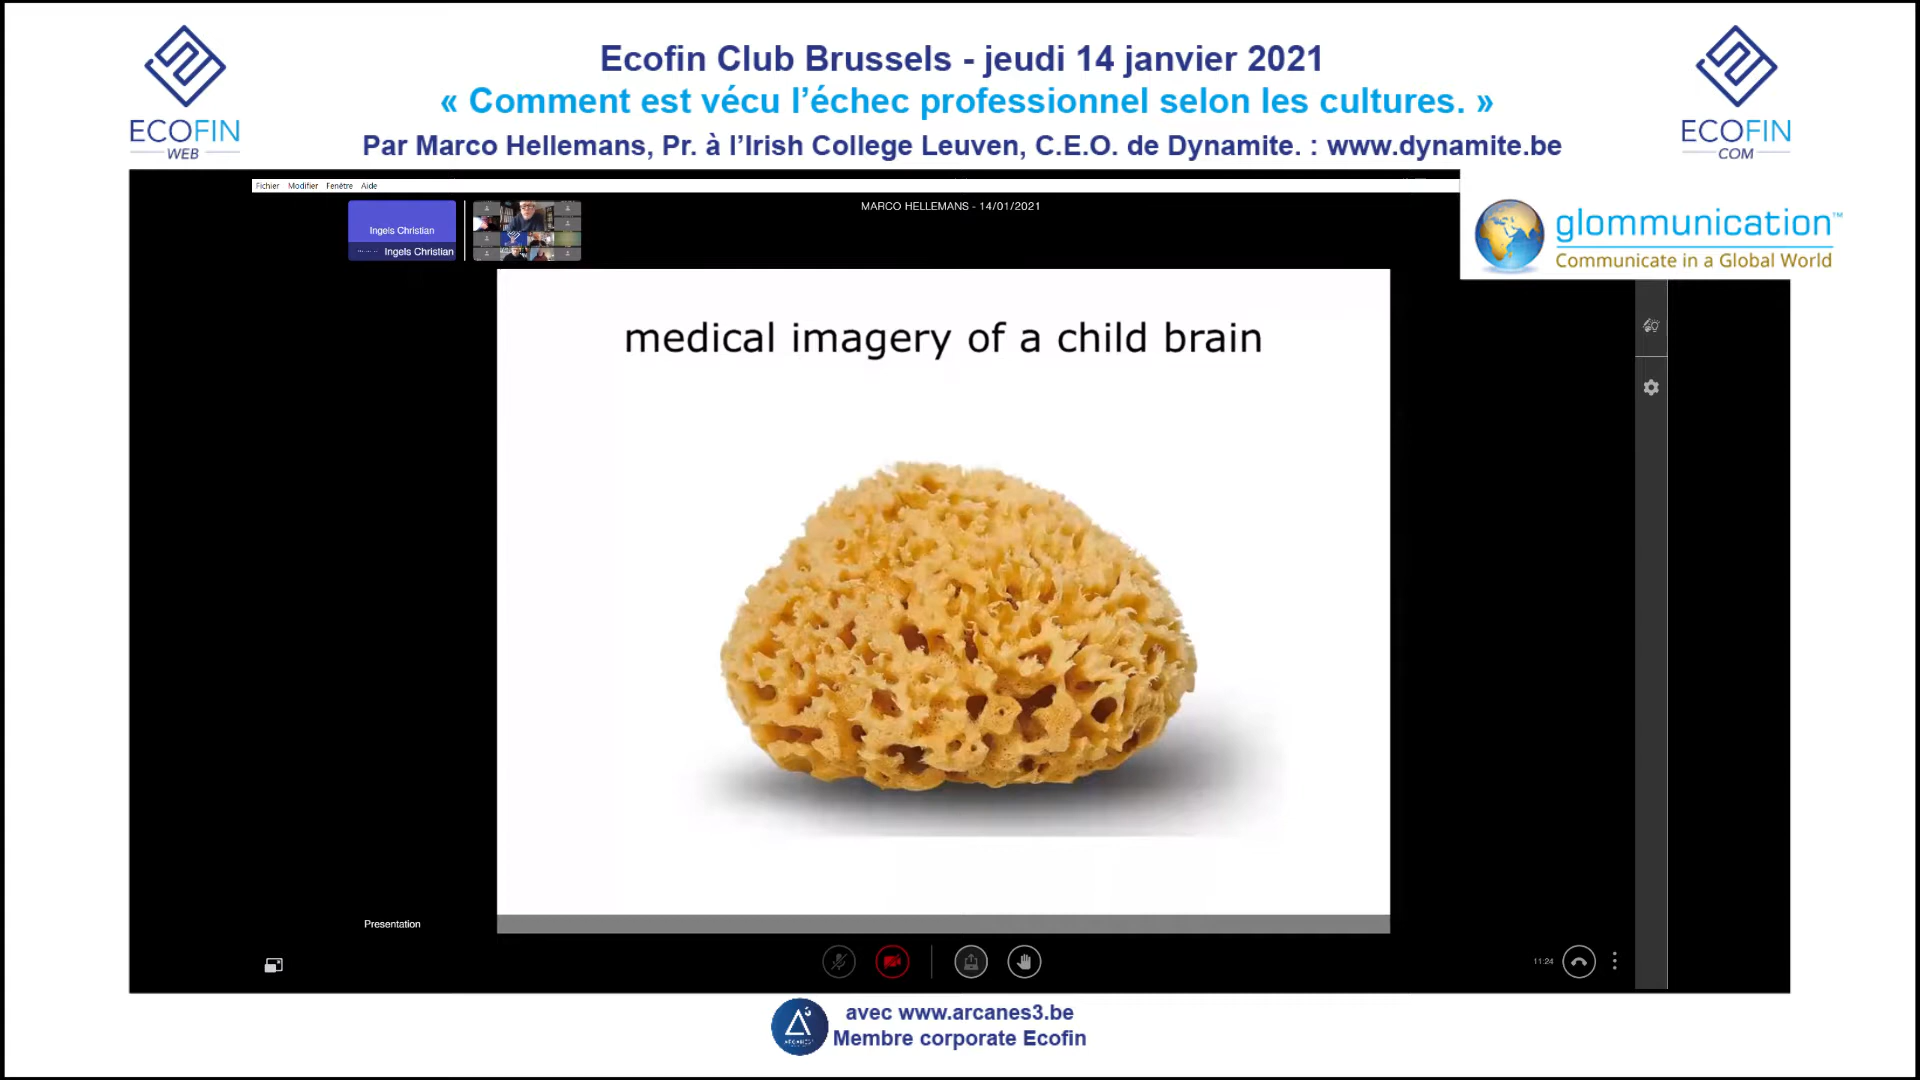 Ecofin Club Brussels - jeudi 14 janvier 2021
« Comment est vécu l’échec professionnel selon les cultures. »
Par Marco Hellemans, Pr. à l’Irish College Leuven, C.E.O. de Dynamite. : www.dynamite.be
ECOFIN
WEB
ECOFIN
COM
Fichier Modifier Fenêtre Aide
MARCO HELLEMANS - 14/01/2021
Ingels Christian
Ingels Christian
glommunication™
Communicate in a Global World
medical imagery of a child brain
Presentation
11:24
avec www.arcanes3.be
Membre corporate Ecofin
ARCANES